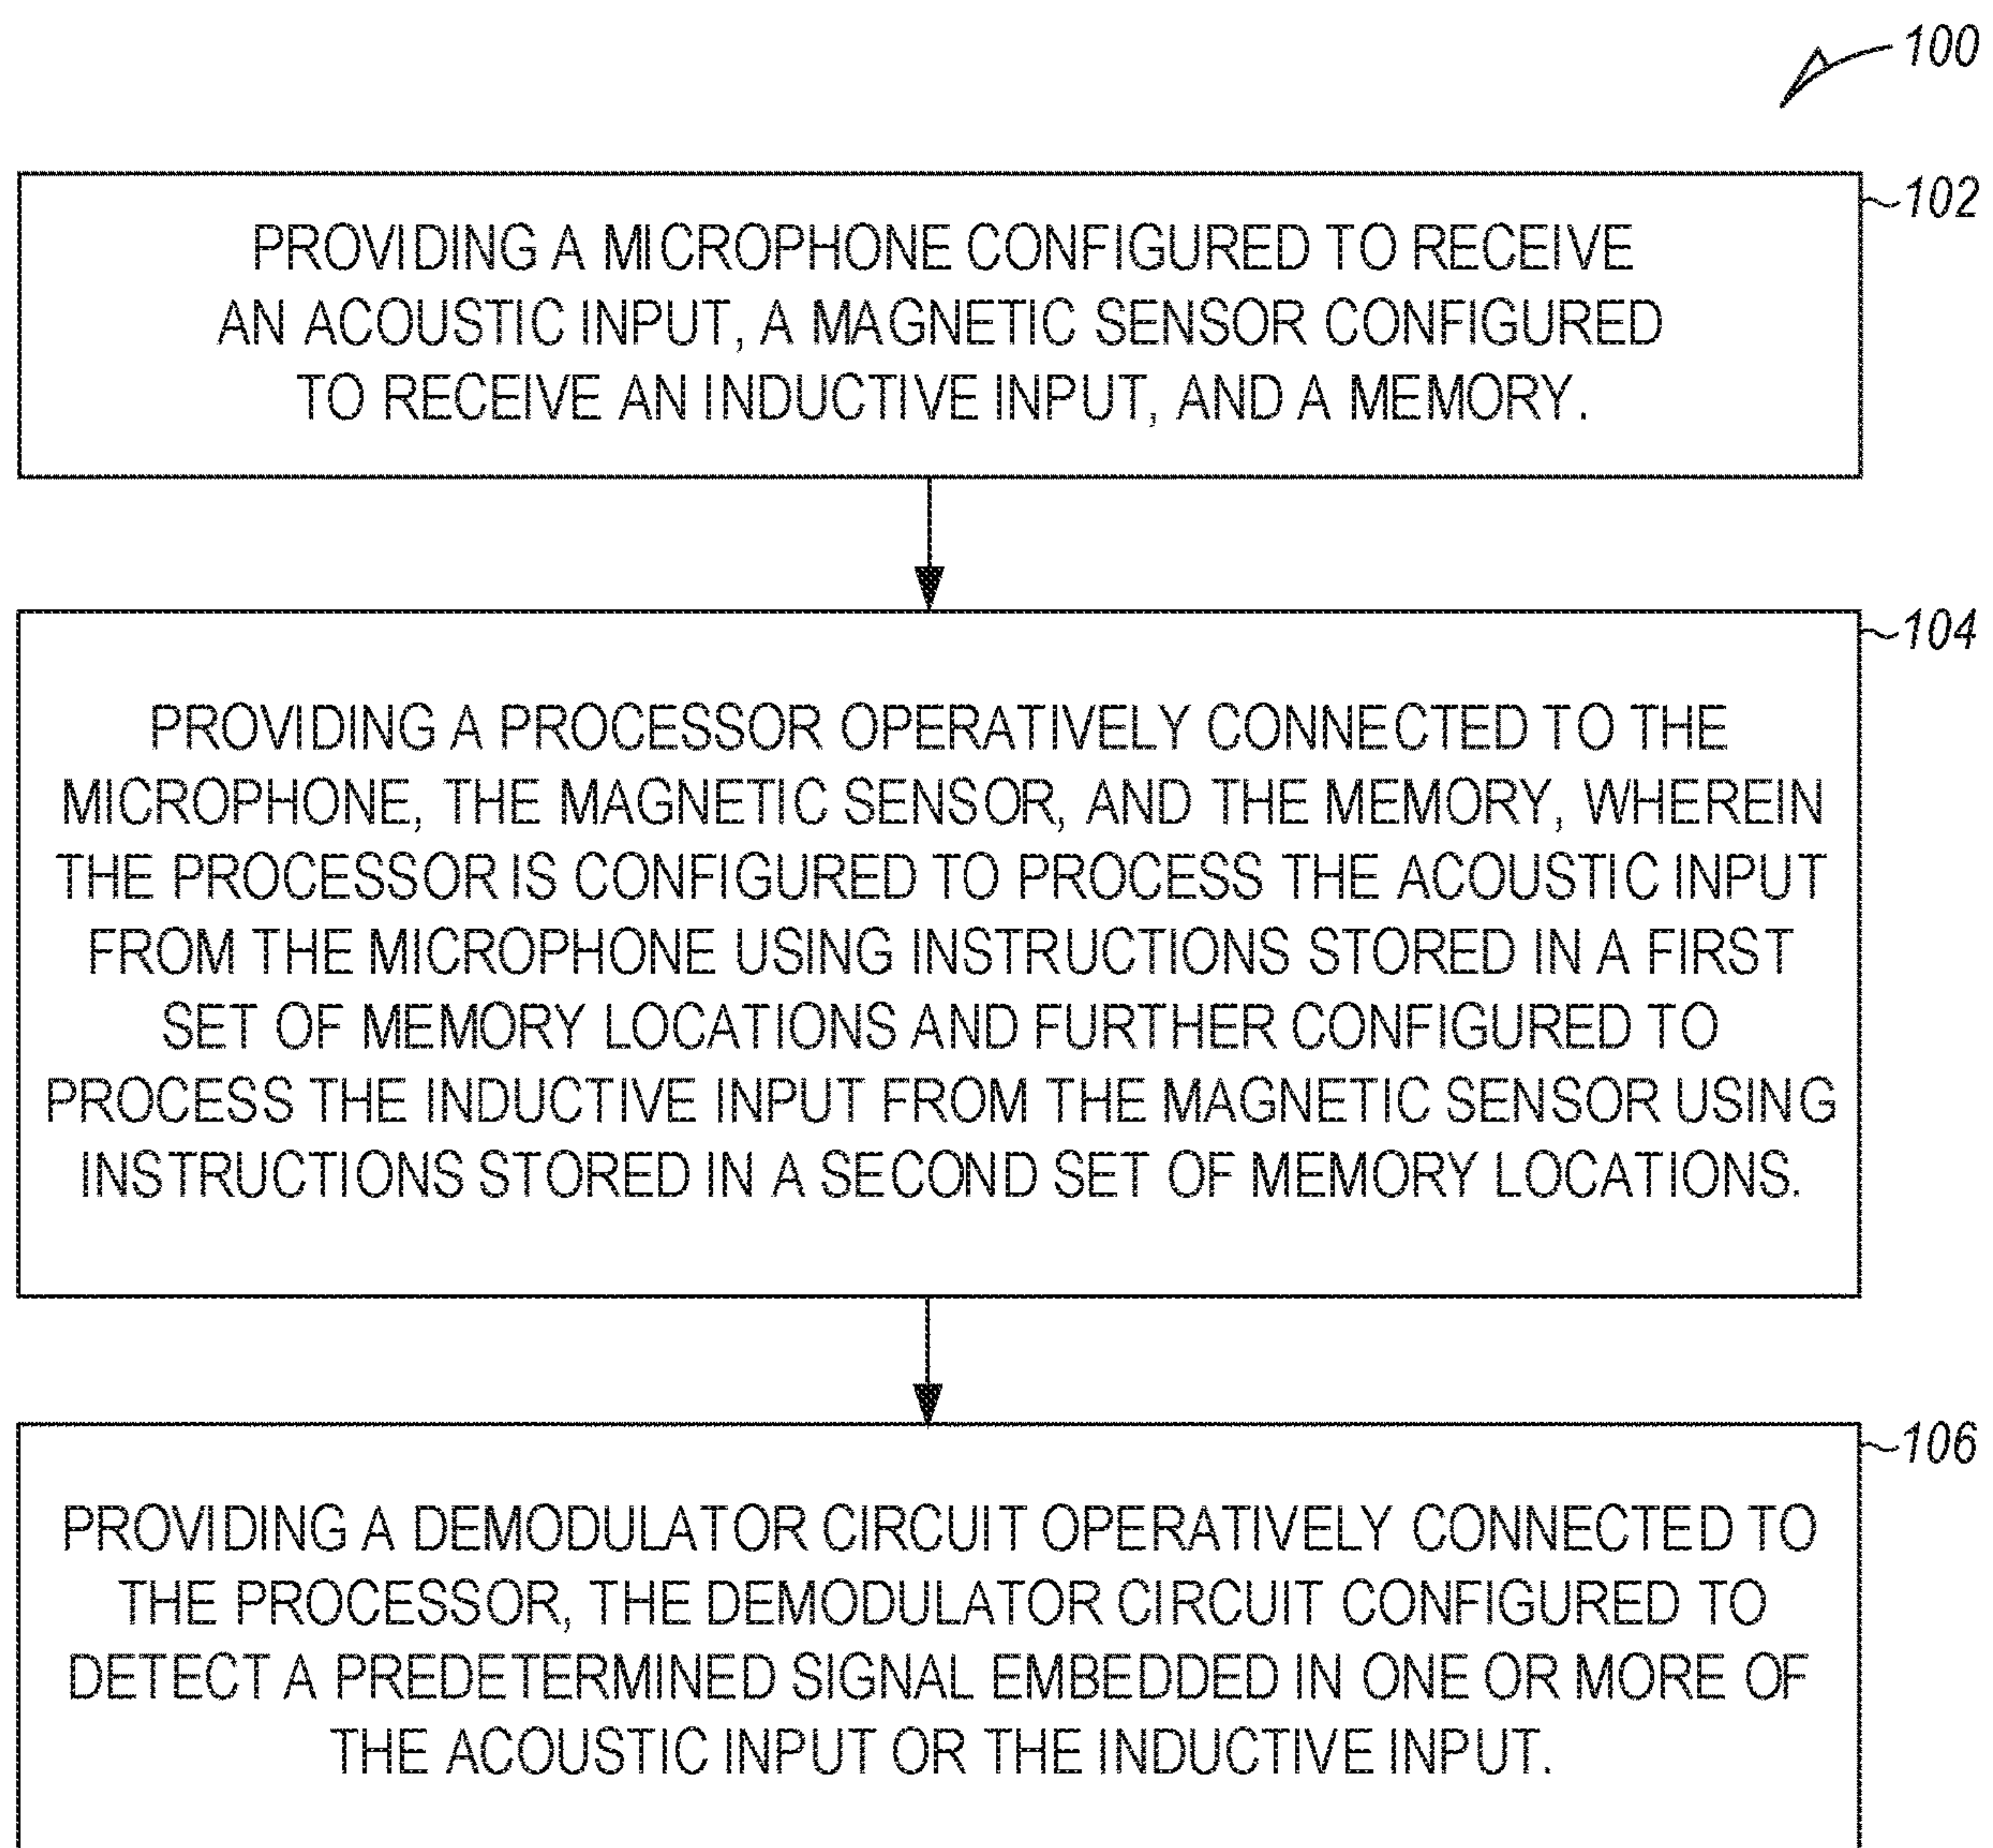 100
102
PROVIDING A MICROPHONE CONFIGURED TO RECEIVE
AN ACOUSTIC INPUT, A MAGNETIC SENSOR CONFIGURED
TO RECEIVE AN INDUCTIVE INPUT, AND A MEMORY.
104
PROVIDING A PROCESSOR OPERATIVELY CONNECTED TO THE
MICROPHONE, THE MAGNETIC SENSOR, AND THE MEMORY, WHEREIN
THE PROCESSOR IS CONFIGURED TO PROCESS THE ACOUSTIC INPUT
FROM THE MICROPHONE USING INSTRUCTIONS STORED IN A FIRST
SET OF MEMORY LOCATIONS AND FURTHER CONFIGURED TO
PROCESS THE INDUCTIVE INPUT FROM THE MAGNETIC SENSOR USING
INSTRUCTIONS STORED IN A SECOND SET OF MEMORY LOCATIONS.
106
PROVIDING A DEMODULATOR CIRCUIT OPERATIVELY CONNECTED TO
THE PROCESSOR, THE DEMODULATOR CIRCUIT CONFIGURED TO
DETECT A PREDETERMINED SIGNAL EMBEDDED IN ONE OR MORE OF
THE ACOUSTIC INPUT OR THE INDUCTIVE INPUT.